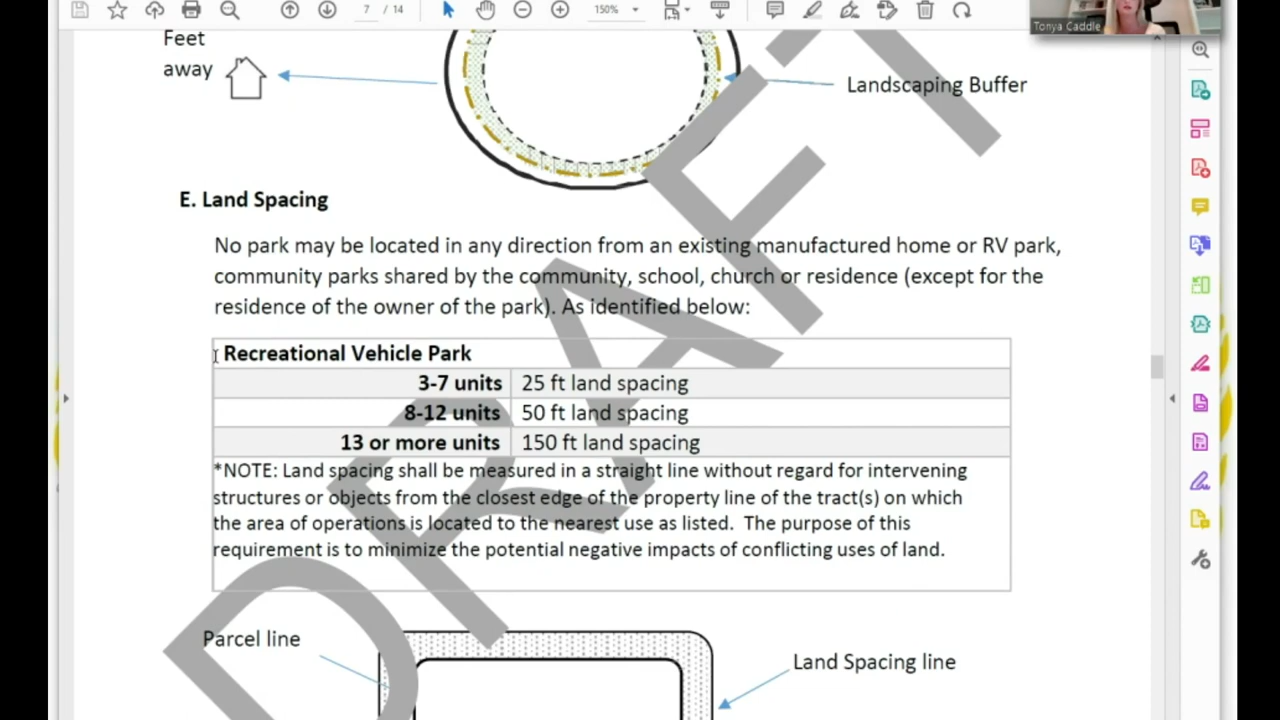 7 / 14
150%
Tonya Caddle
Feet
away
Landscaping Buffer
E. Land Spacing
No park may be located in any direction from an existing manufactured home or RV park,
community parks shared by the community, school, church or residence (except for the
residence of the owner of the park). As identified below:
Recreational Vehicle Park
3-7 units 25 ft land spacing
8-12 units 50 ft land spacing
13 or more units 150 ft land spacing
*NOTE: Land spacing shall be measured in a straight line without regard for intervening
structures or objects from the closest edge of the property line of the tract(s) on which
the area of operations is located to the nearest use as listed. The purpose of this
requirement is to minimize the potential negative impacts of conflicting uses of land.
Parcel line
Land Spacing line
DRAFT